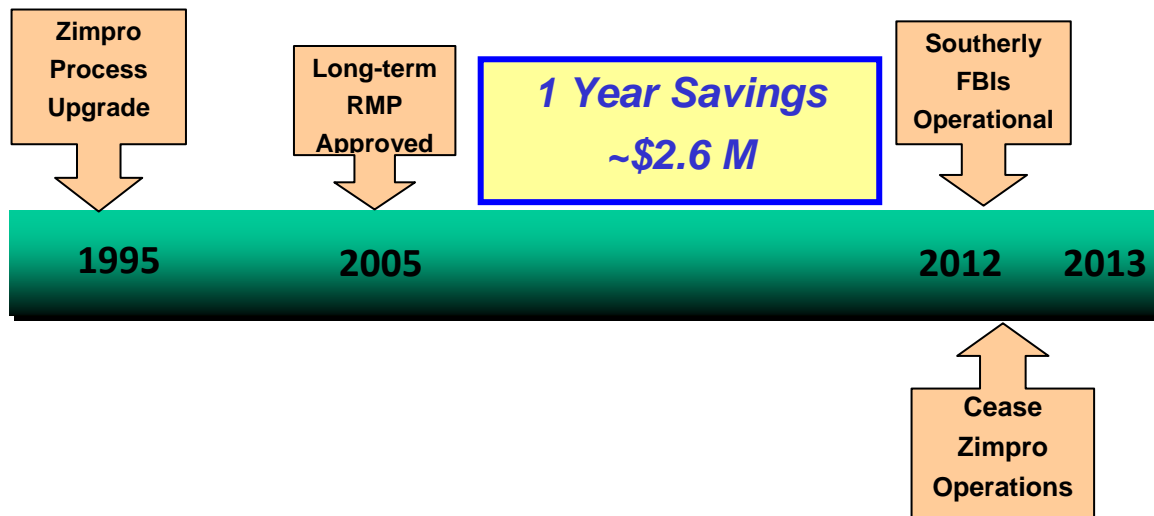 Zimpro
Process
Upgrade
Long-term
RMP
Approved
1 Year Savings
~$2.6 M
Southerly
FBIs
Operational
1995
2005
2012
2013
Cease
Zimpro
Operations